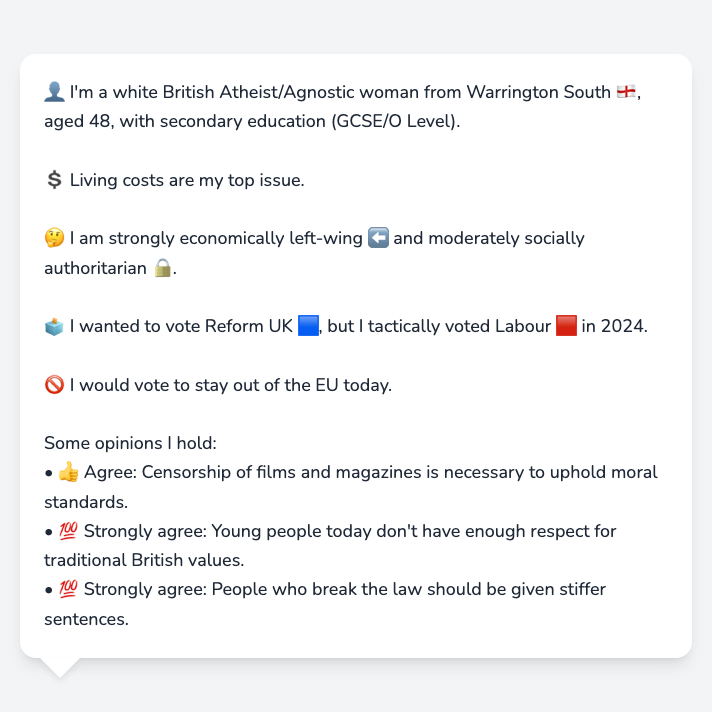 👤 I'm a white British Atheist/Agnostic woman from Warrington South 🏴󠁧󠁢󠁥󠁮󠁧󠁿,
aged 48, with secondary education (GCSE/O Level).
💲 Living costs are my top issue.
🤔 I am strongly economically left-wing ⬅️ and moderately socially
authoritarian 🔒.
🗳️ I wanted to vote Reform UK 🟦, but I tactically voted Labour 🟥 in 2024.
🚫 I would vote to stay out of the EU today.
Some opinions I hold:
• 👍 Agree: Censorship of films and magazines is necessary to uphold moral
standards.
• 💯 Strongly agree: Young people today don't have enough respect for
traditional British values.
• 💯 Strongly agree: People who break the law should be given stiffer
sentences.